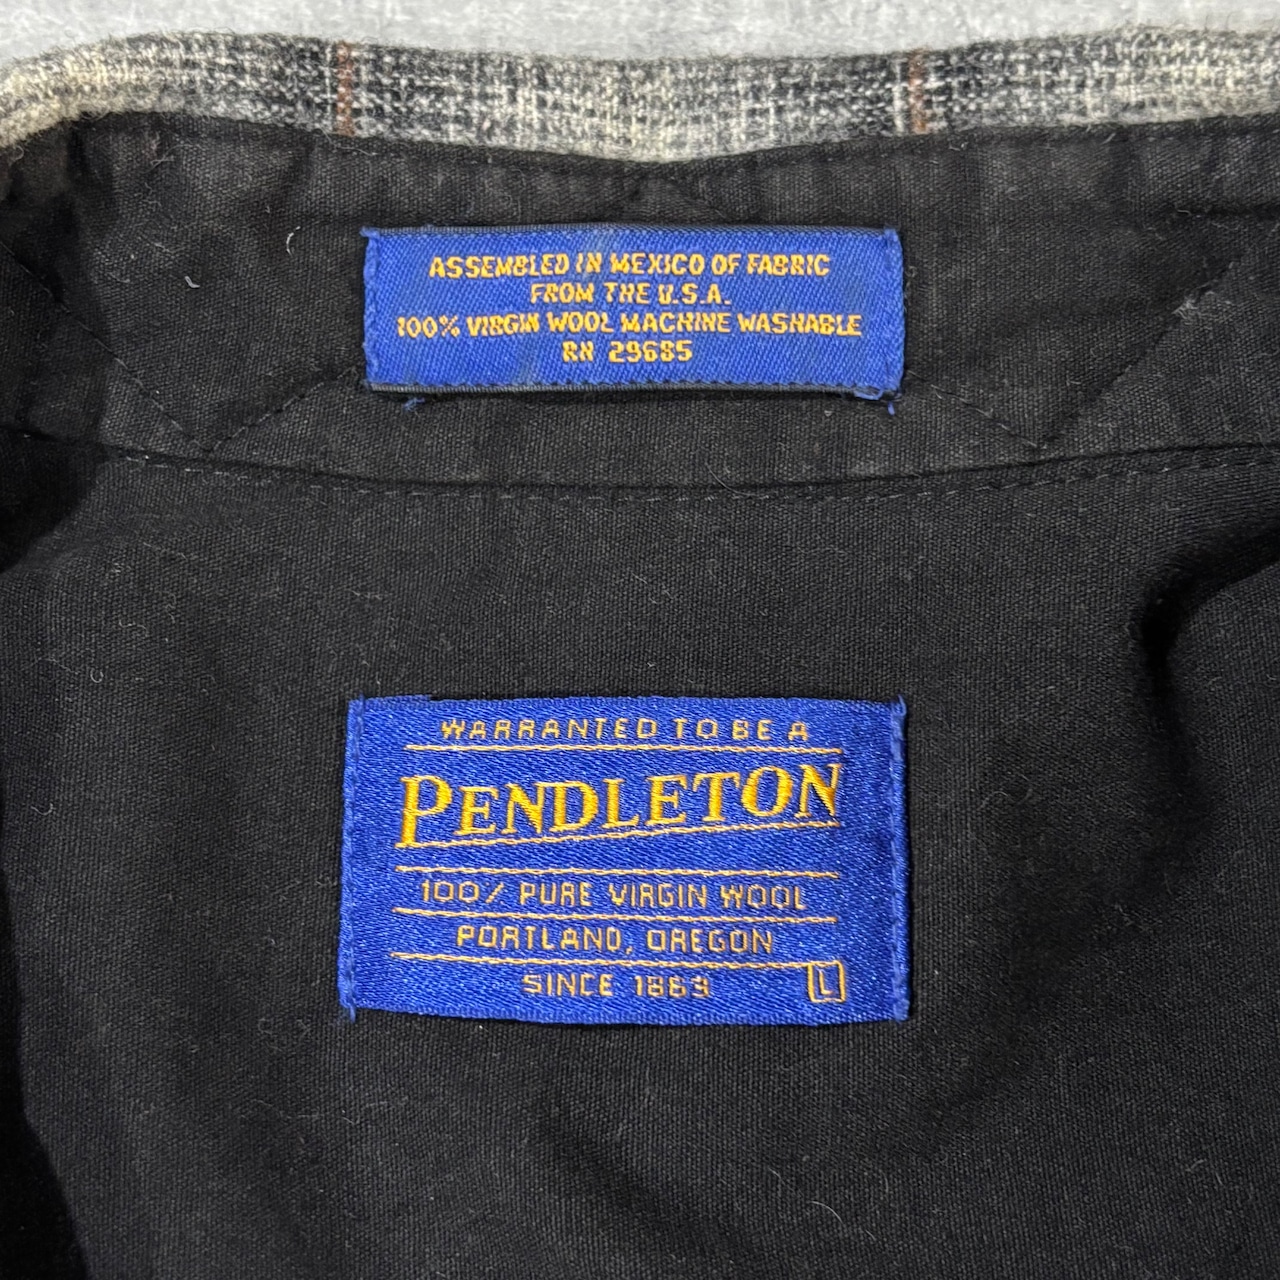 ASSEMBLED IN MEXICO OF FABRIC
FROM THE U.S.A.
100% VIRGIN WOOL MACHINE WASHABLE
RN 29685
WARRANTED TO BE A
PENDLETON
100% PURE VIRGIN WOOL
PORTLAND, OREGON
SINCE 1863
L